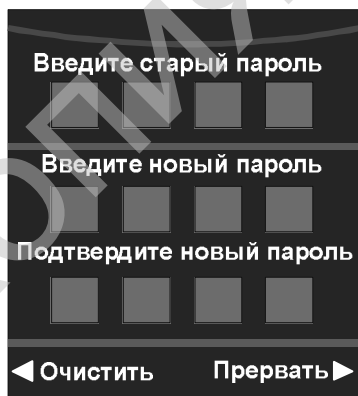 Введите старый пароль
Введите новый пароль
Подтвердите новый пароль
◀ Очистить Прервать ▶